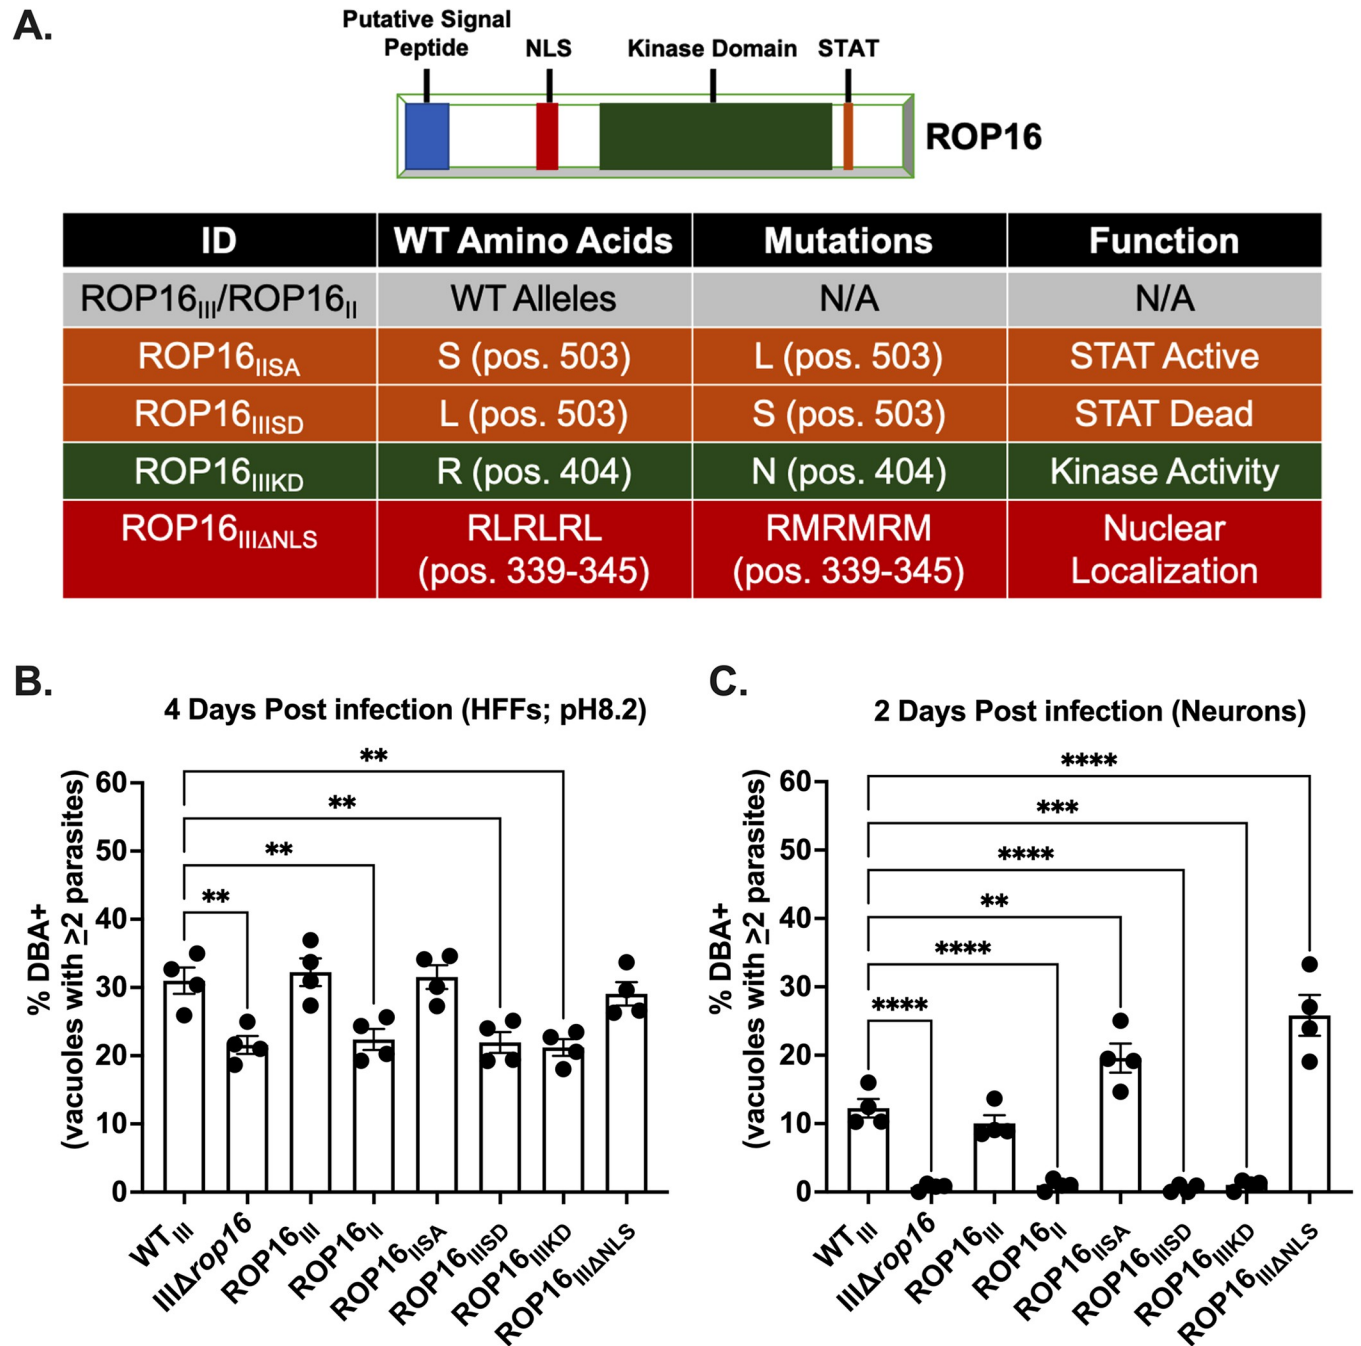 A.
Putative Signal
Peptide
NLS
Kinase Domain
STAT
ROP16
ID WT Amino Acids Mutations Function
ROP16III/ROP16II WT Alleles N/A N/A
ROP16IISA S (pos. 503) L (pos. 503) STAT Active
ROP16IIISD L (pos. 503) S (pos. 503) STAT Dead
ROP16IIIKD R (pos. 404) N (pos. 404) Kinase Activity
ROP16IIIΔNLS RLRLRL RMRMRM Nuclear
(pos. 339-345) (pos. 339-345) Localization
B.
4 Days Post infection (HFFs; pH8.2)
% DBA+
(vacuoles with ≥2 parasites)
60
50
40
30
20
10
0
**
**
**
**
WTIII
IIIΔrop16
ROP16III
ROP16II
ROP16IISA
ROP16IIISD
ROP16IIIKD
ROP16IIIΔNLS
C.
2 Days Post infection (Neurons)
% DBA+
(vacuoles with ≥2 parasites)
60
50
40
30
20
10
0
****
***
****
**
****
****
WTIII
IIIΔrop16
ROP16III
ROP16II
ROP16IISA
ROP16IIISD
ROP16IIIKD
ROP16IIIΔNLS